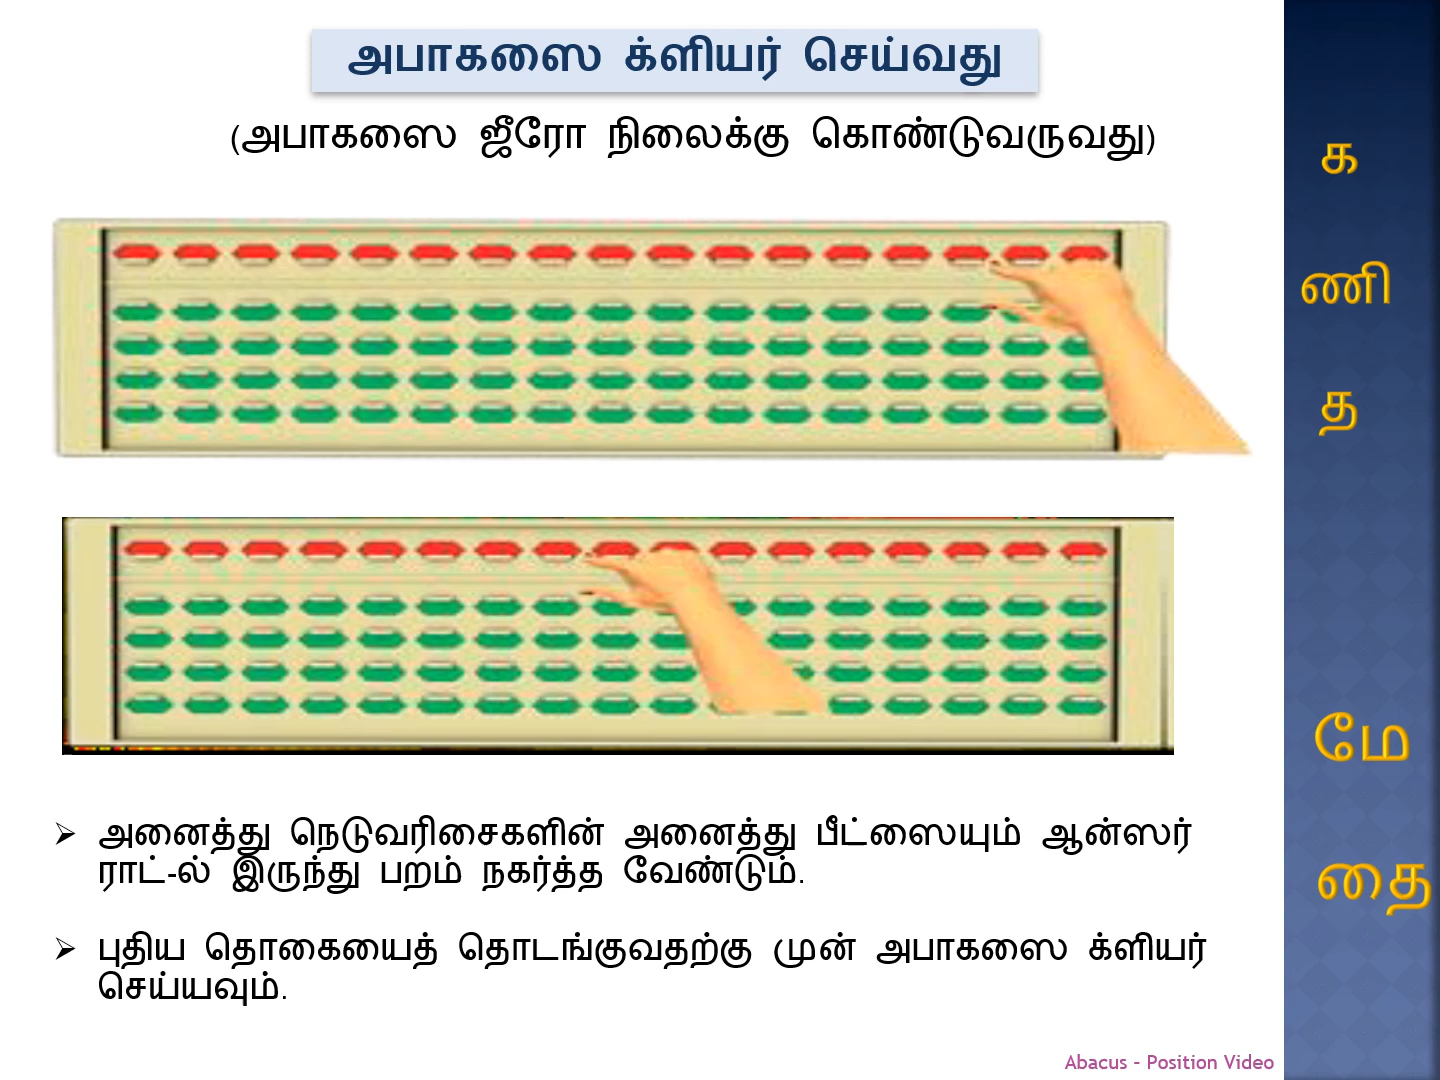 அபாகஸை க்ளியர் செய்வது
(அபாகஸை ஜீரோ நிலைக்கு கொண்டுவருவது)
➢ அனைத்து நெடுவரிசைகளின் அனைத்து பீட்ஸையும் ஆன்ஸர்
ராட்-ல் இருந்து பறம் நகர்த்த வேண்டும்.
➢ புதிய தொகையைத் தொடங்குவதற்கு முன் அபாகஸை க்ளியர்
செய்யவும்.
க
ணி
த
மே
தை
Abacus - Position Video